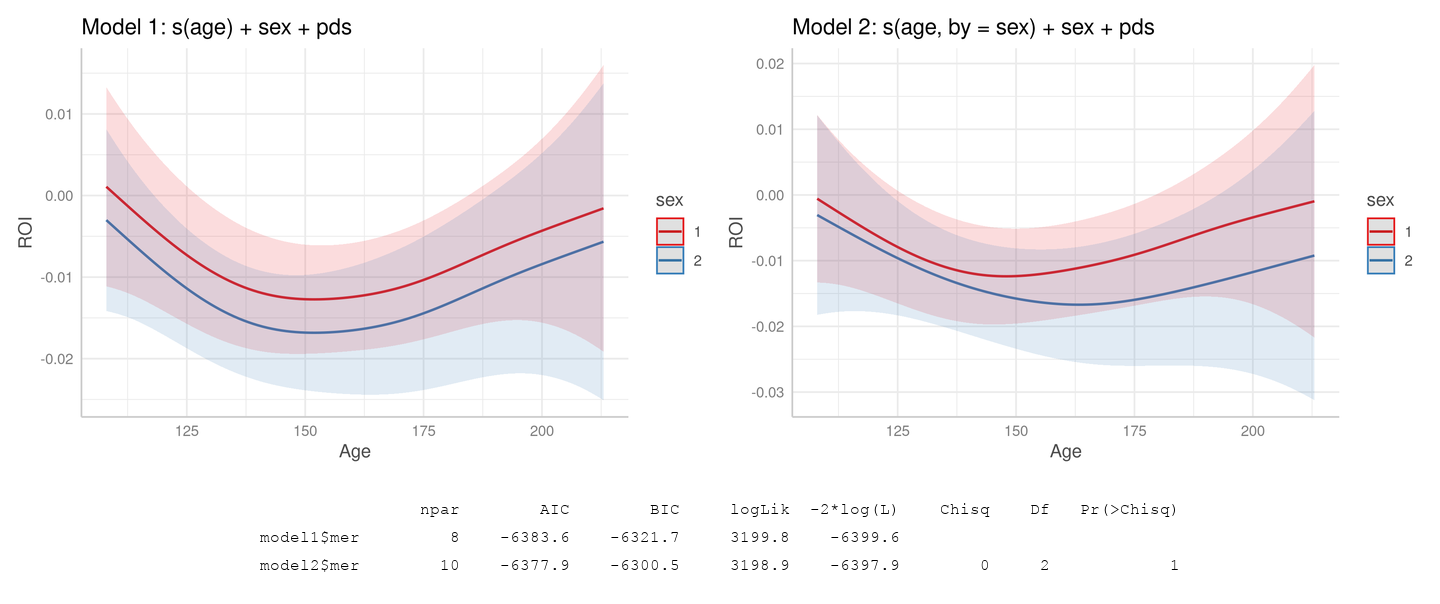 Model 1: s(age) + sex + pds
0.01
0.00
-0.01
-0.02
ROI
125 150 175 200
Age
sex
1
2
Model 2: s(age, by = sex) + sex + pds
0.02
0.01
0.00
-0.01
-0.02
-0.03
ROI
125 150 175 200
Age
sex
1
2
npar AIC BIC logLik -2*log(L) Chisq Df Pr(>Chisq)
model1$mer 8 -6383.6 -6321.7 3199.8 -6399.6
model2$mer 10 -6377.9 -6300.5 3198.9 -6397.9 0 2 1